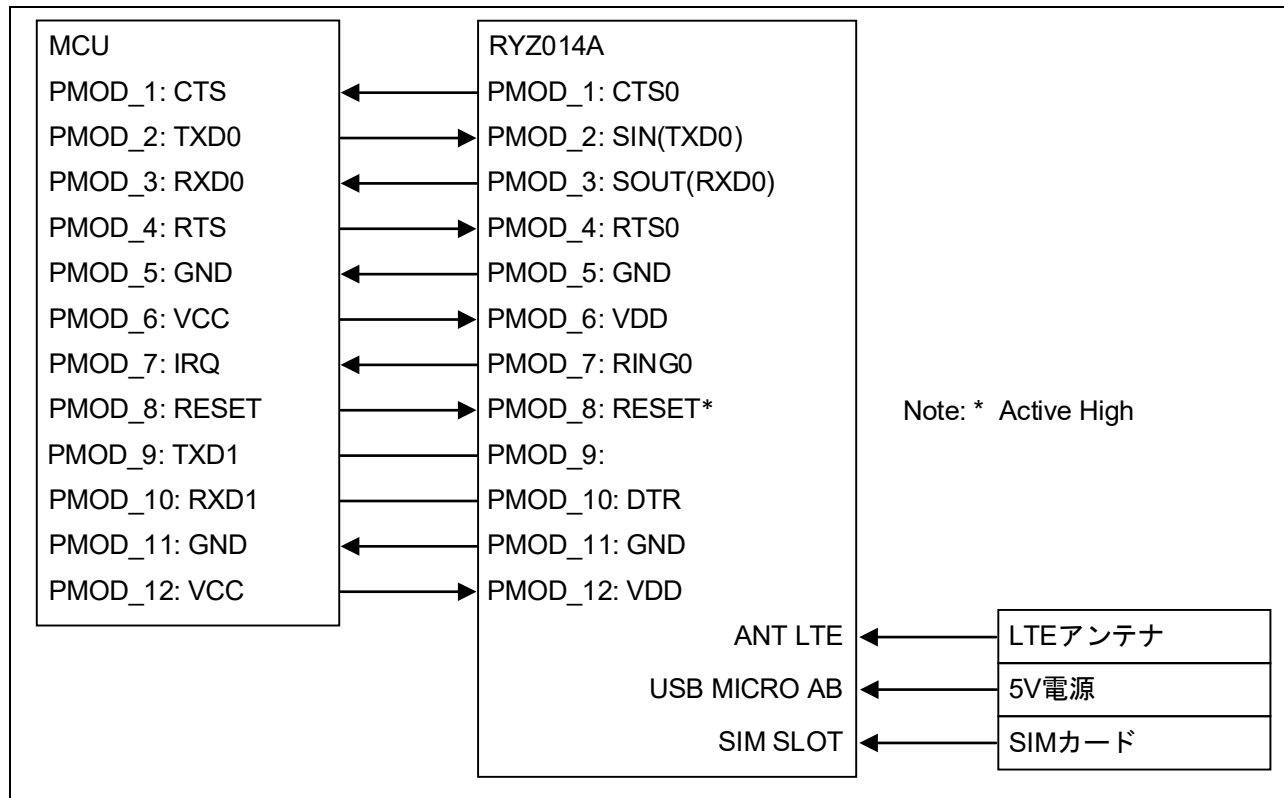 MCU
RYZ014A
PMOD_1: CTS
PMOD_1: CTS0
PMOD_2: TXD0
PMOD_2: SIN(TXD0)
PMOD_3: RXD0
PMOD_3: SOUT(RXD0)
PMOD_4: RTS
PMOD_4: RTS0
PMOD_5: GND
PMOD_5: GND
PMOD_6: VCC
PMOD_6: VDD
PMOD_7: IRQ
PMOD_7: RING0
PMOD_8: RESET
PMOD_8: RESET*
Note: * Active High
PMOD_9: TXD1
PMOD_9:
PMOD_10: RXD1
PMOD_10: DTR
PMOD_11: GND
PMOD_11: GND
PMOD_12: VCC
PMOD_12: VDD
ANT LTE
LTEアンテナ
USB MICRO AB
5V電源
SIM SLOT
SIMカード